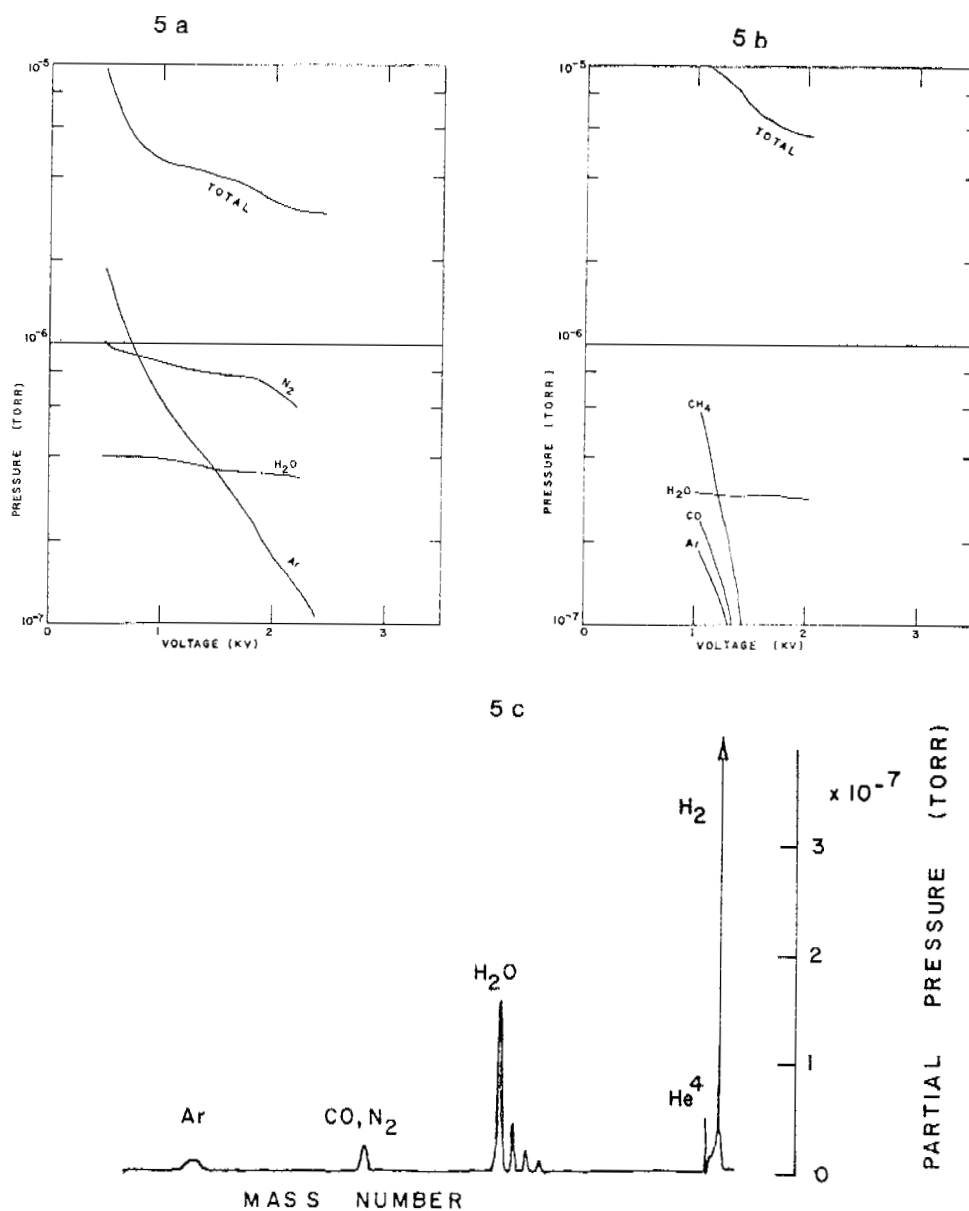 5 a
10⁻⁵
TOTAL
10⁻⁶
N₂
H₂O
Ar
10⁻⁷
PRESSURE (TORR)
0 1 2 3
VOLTAGE (KV)
5 b
10⁻⁵
TOTAL
10⁻⁶
CH₄
H₂O
CO
Ar
10⁻⁷
PRESSURE (TORR)
0 1 2 3
VOLTAGE (KV)
5 c
x 10⁻⁷
H₂
3
2
H₂O
1
He⁴
Ar
CO, N₂
0
MASS NUMBER
PARTIAL PRESSURE (TORR)